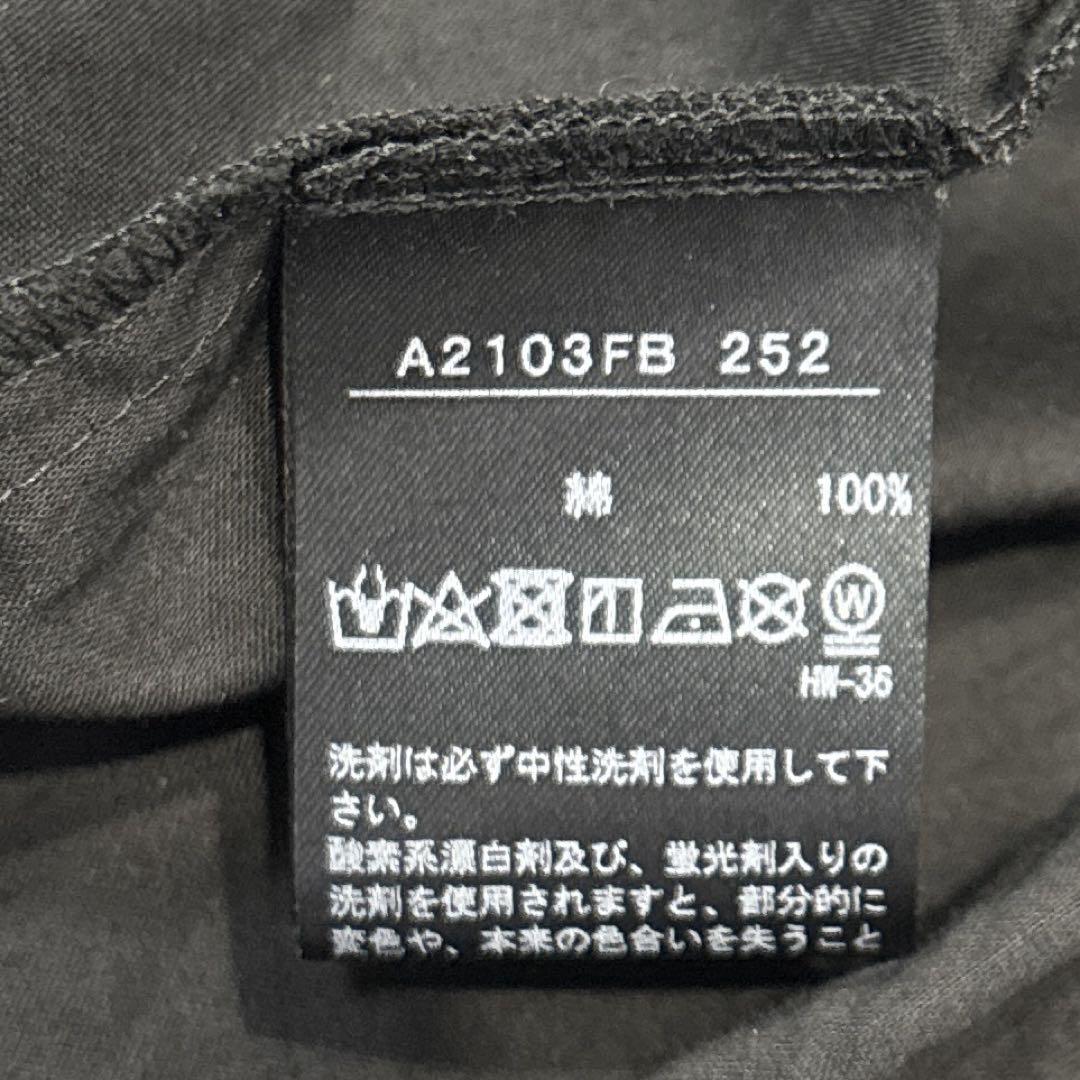 A2103FB 252
綿 100%
W
HW-36
洗剤は必ず中性洗剤を使用して下
さい。
酸素系漂白剤及び、蛍光剤入りの
洗剤を使用されますと、部分的に
変色や、本来の色合いを失うこと